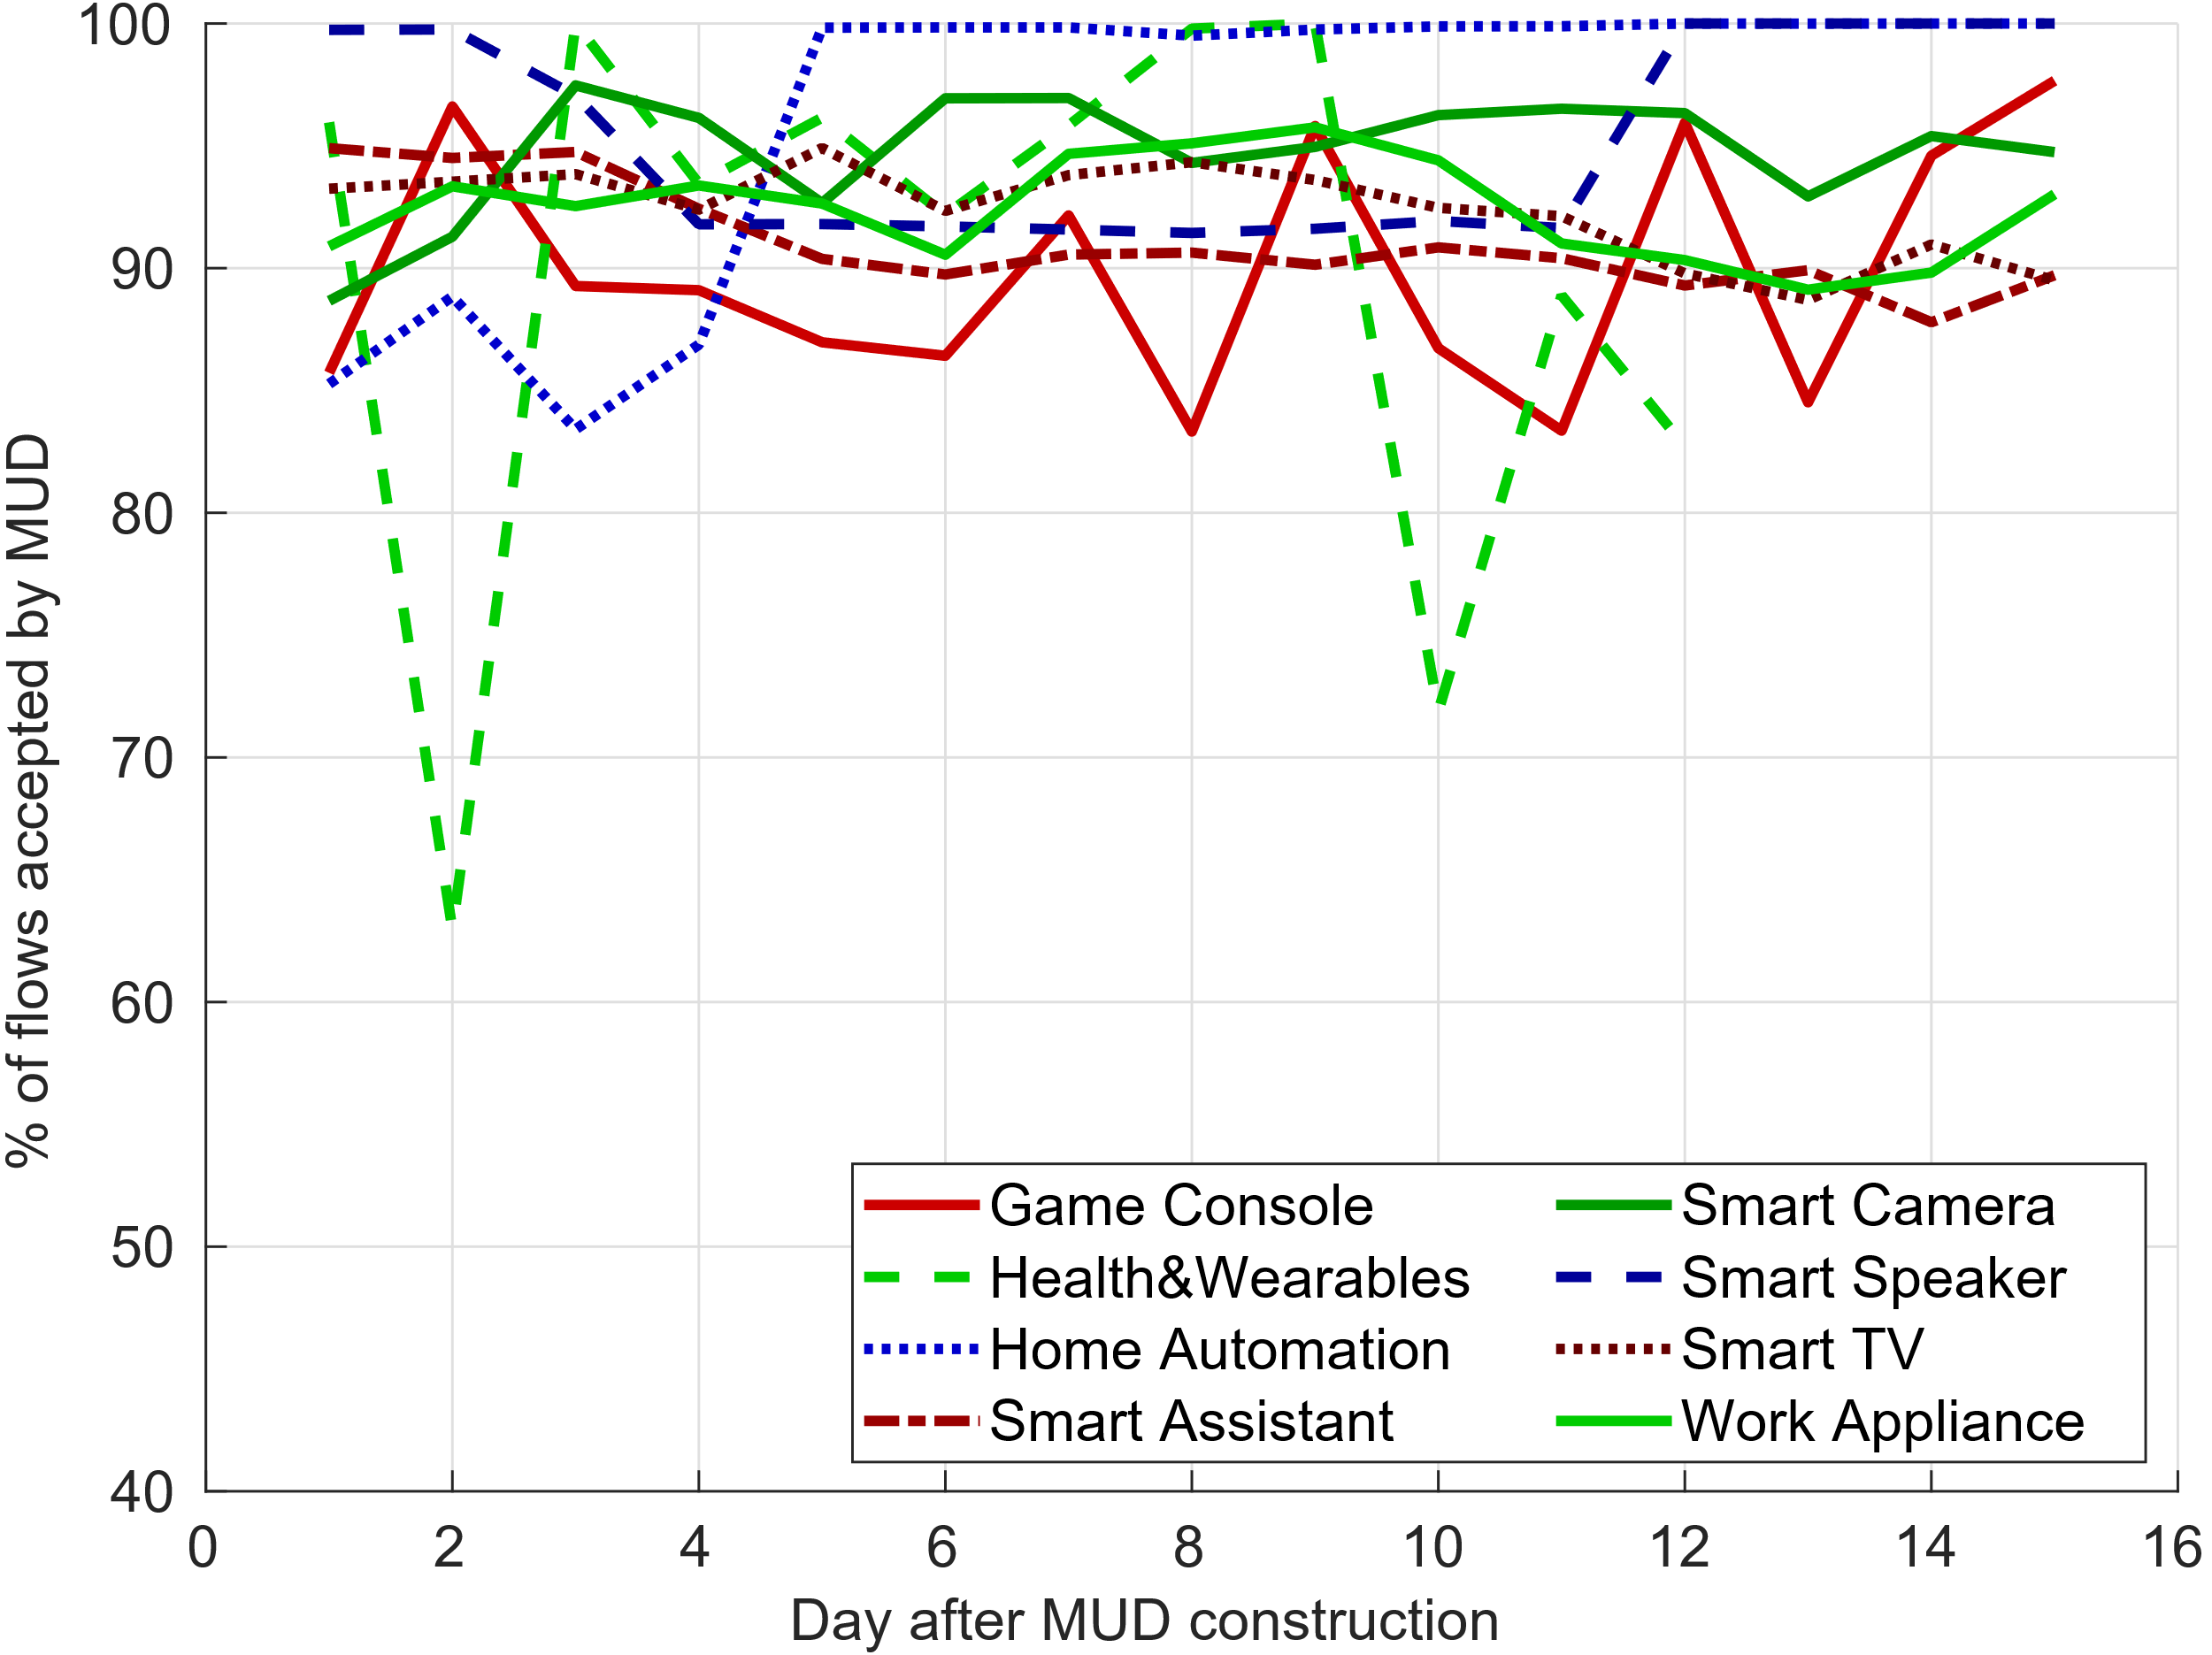 100
90
80
70
60
50
40
% of flows accepted by MUD
Game Console
Health&Wearables
Home Automation
Smart Assistant
Smart Camera
Smart Speaker
Smart TV
Work Appliance
0 2 4 6 8 10 12 14 16
Day after MUD construction